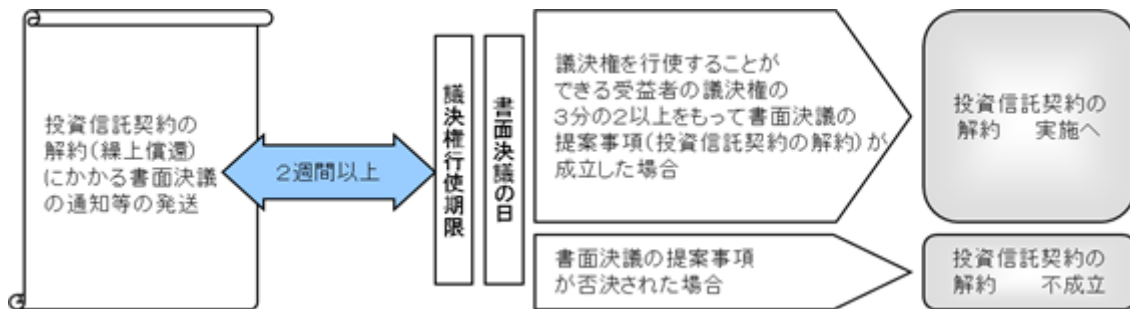 投資信託契約の
解約(繰上償還)
にかかる書面決議
の通知等の発送
2週間以上
議決権行使期限
書面決議の日
議決権を行使することが
できる受益者の議決権の
3分の2以上をもって書面決議の
提案事項(投資信託契約の解約)が
成立した場合
投資信託契約の
解約　実施へ
書面決議の提案事項
が否決された場合
投資信託契約の
解約　不成立